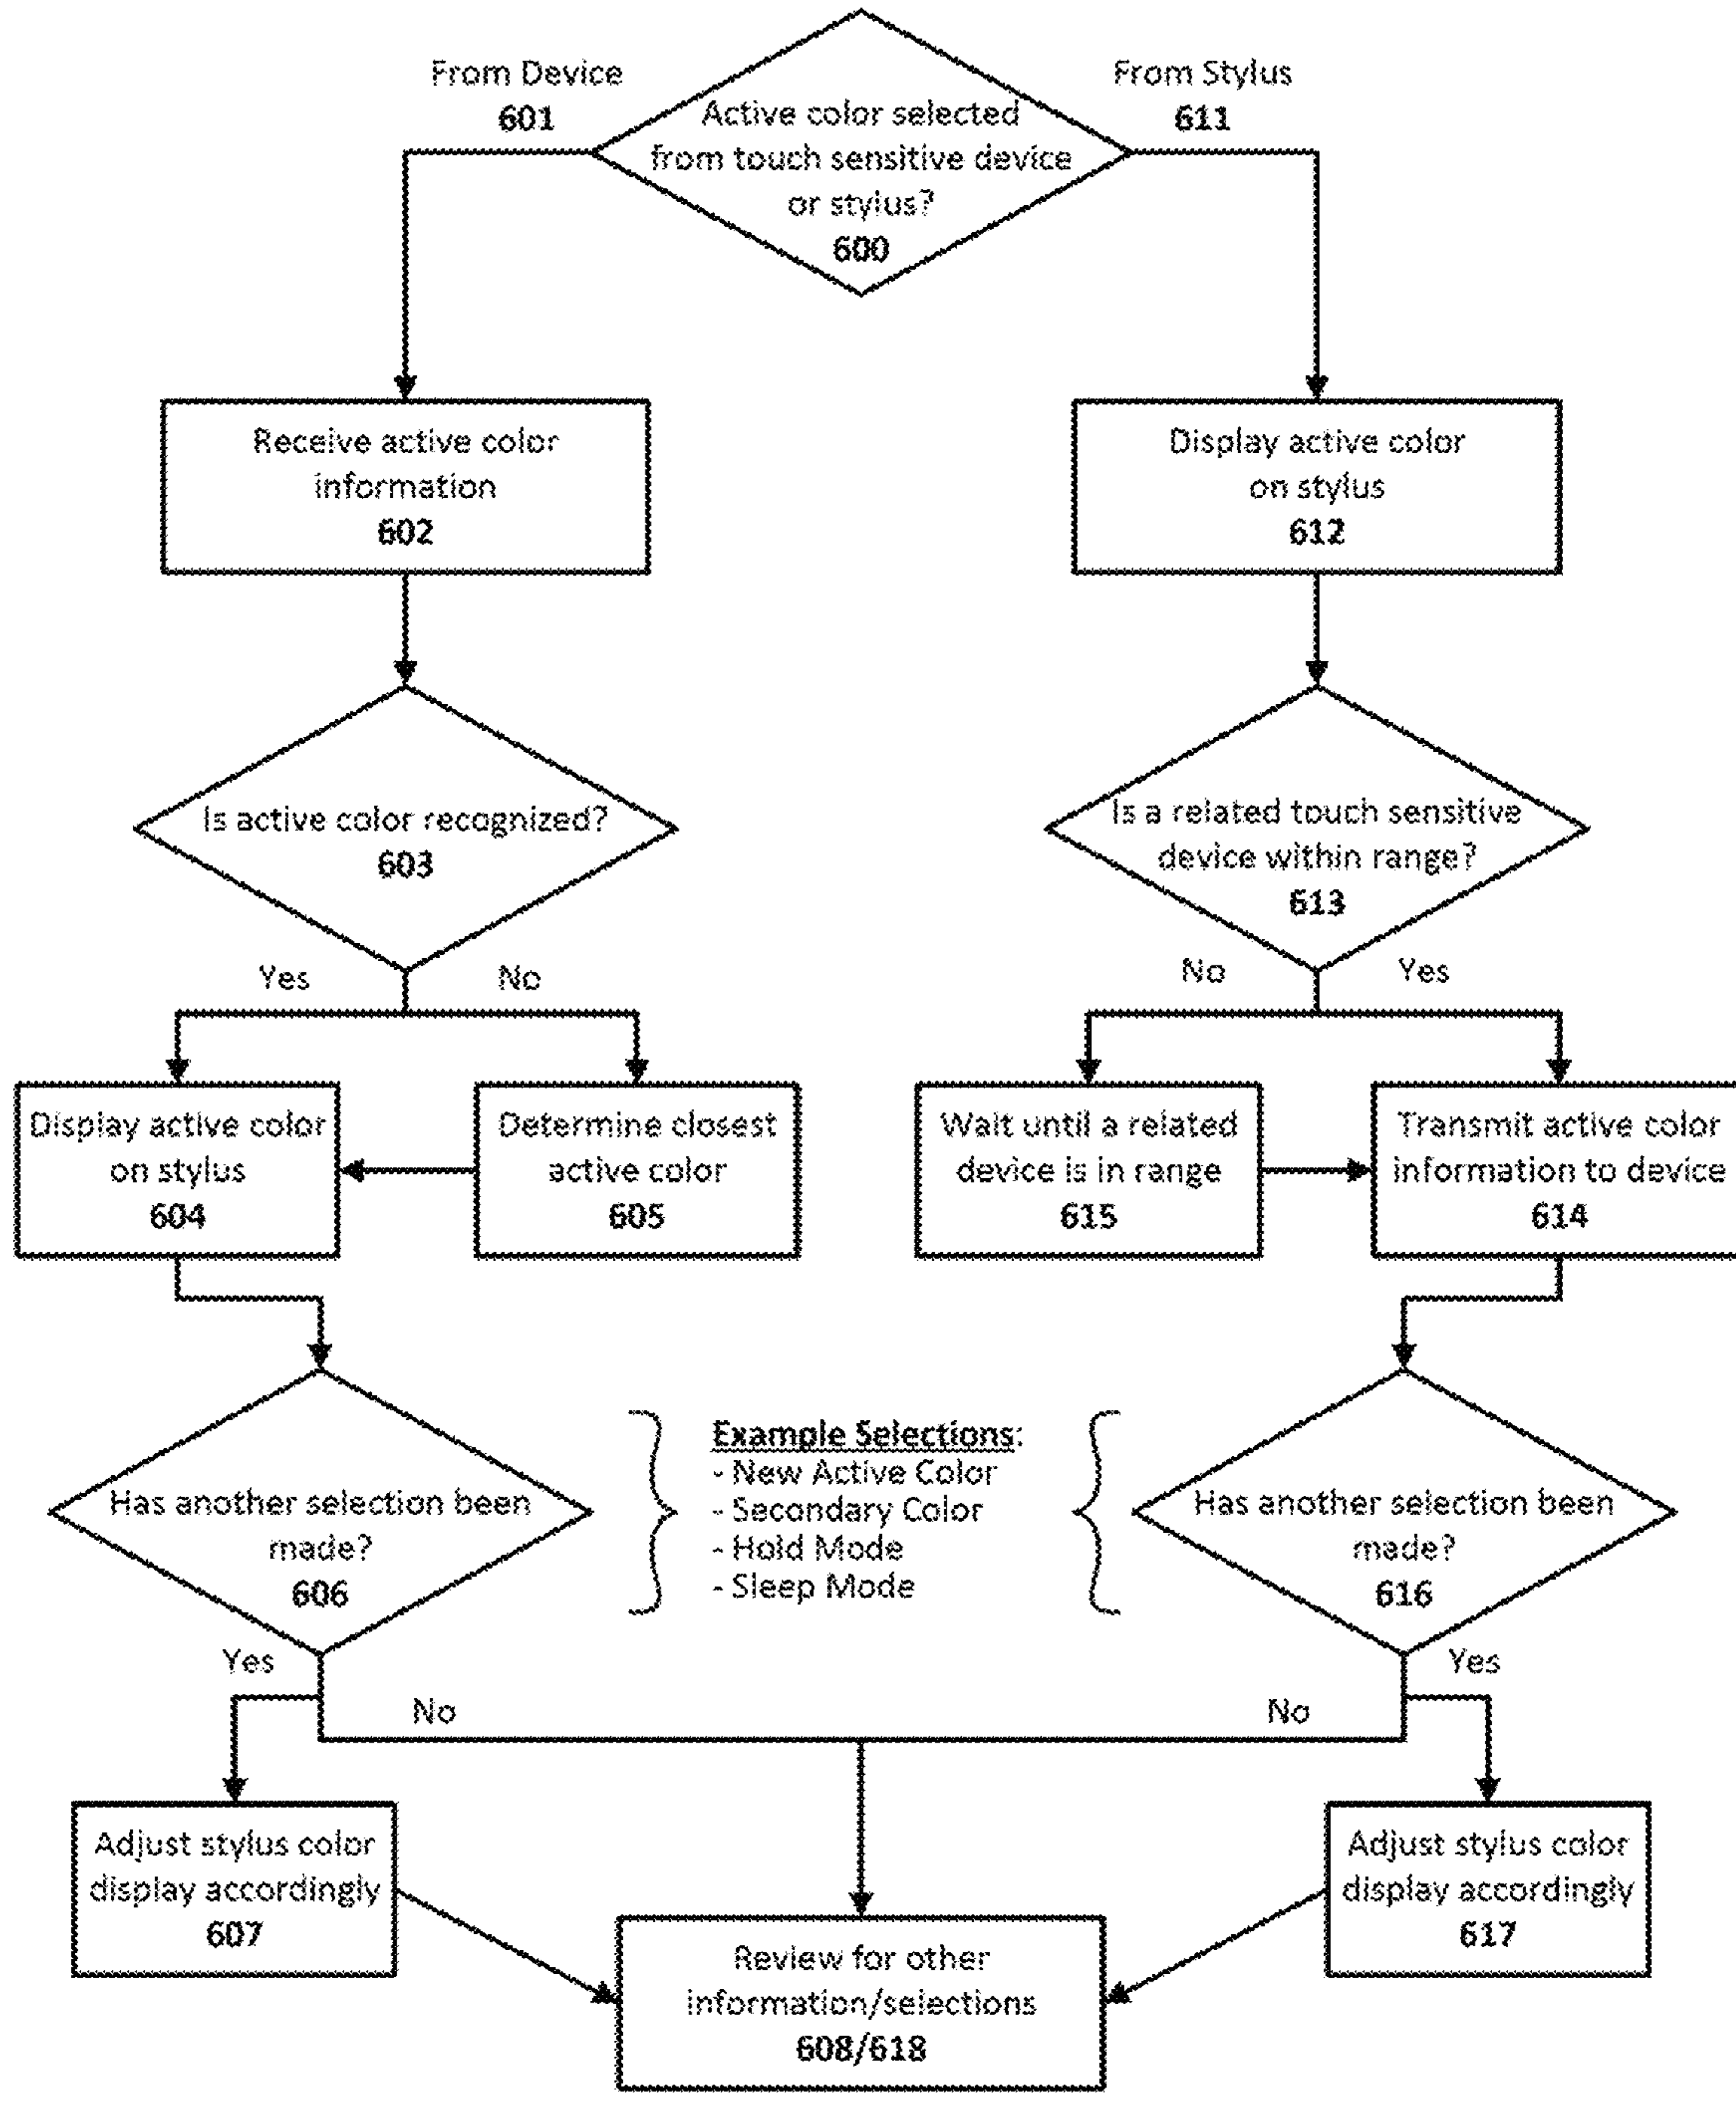 From Device
601
From Stylus
611
Active color selected
from touch sensitive device
or stylus?
600
Receive active color
information
602
Display active color
on stylus
612
Is active color recognized?
603
Is a related touch sensitive
device within range?
613
Yes
No
No
Yes
Display active color
on stylus
604
Determine closest
active color
605
Wait until a related
device is in range
615
Transmit active color
information to device
614
Has another selection been
made?
606
Example Selections:
- New Active Color
- Secondary Color
- Hold Mode
- Sleep Mode
Has another selection been
made?
616
Yes
No
No
Yes
Adjust stylus color
display accordingly
607
Adjust stylus color
display accordingly
617
Review for other
information/selections
608/618